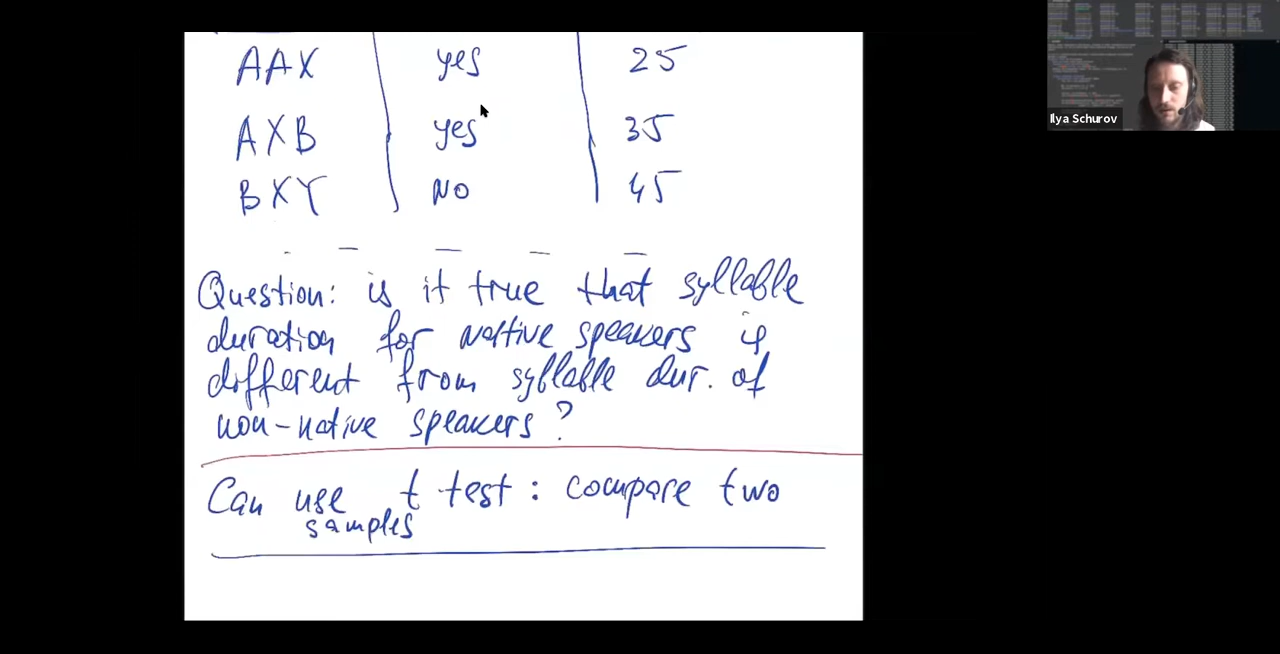 AAX yes 25
AXB yes 35
BXY NO 45
Question: is it true that syllable
duration for native speakers is
different from syllable dur. of
non-native speakers?
Can use t test: compare two
samples
Ilya Schurov